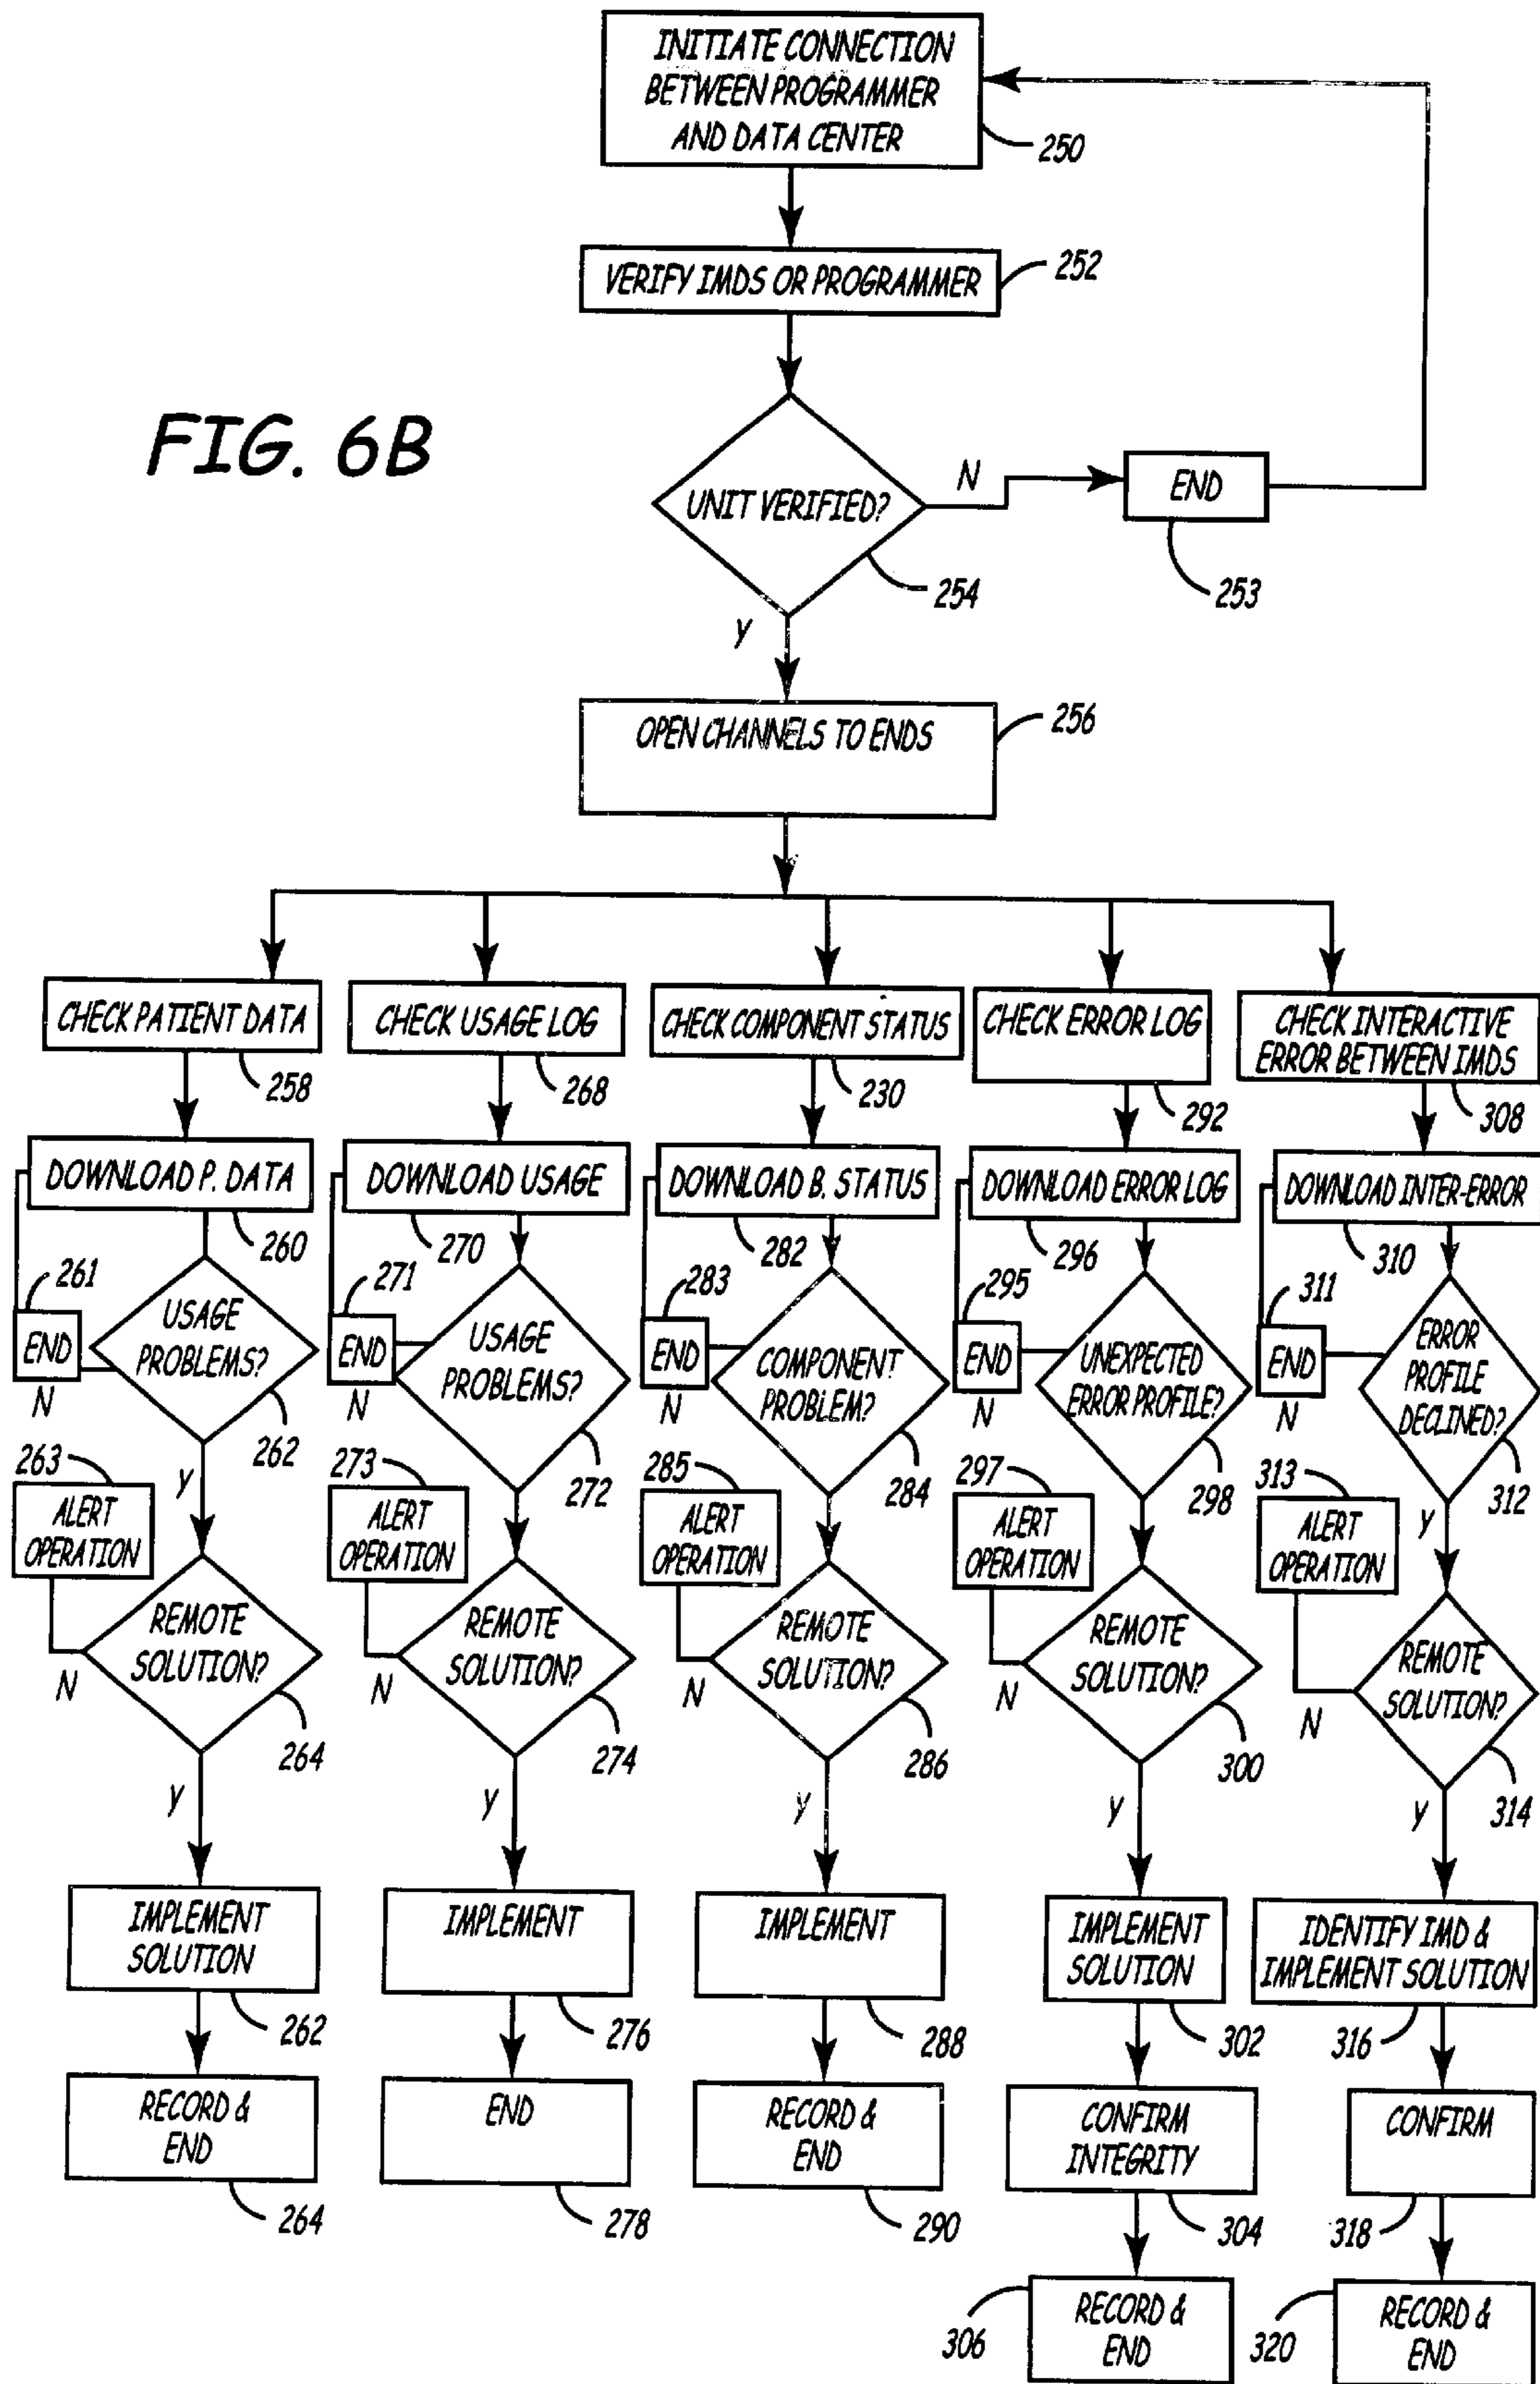 INITIATE CONNECTION
BETWEEN PROGRAMMER
AND DATA CENTER
250
VERIFY IMDS OR PROGRAMMER
252
FIG. 6B
UNIT VERIFIED?
N
END
254
253
Y
OPEN CHANNELS TO ENDS
256
CHECK PATIENT DATA
258
CHECK USAGE LOG
268
CHECK COMPONENT STATUS
230
CHECK ERROR LOG
292
CHECK INTERACTIVE
ERROR BETWEEN IMDS
308
DOWNLOAD P. DATA
260
DOWNLOAD USAGE
270
DOWNLOAD B. STATUS
282
DOWNLOAD ERROR LOG
296
DOWNLOAD INTER-ERROR
310
261
END
N
USAGE
PROBLEMS?
262
271
END
N
USAGE
PROBLEMS?
272
283
END
N
COMPONENT
PROBLEM?
284
295
END
N
UNEXPECTED
ERROR PROFILE?
298
311
END
N
ERROR
PROFILE
DECLINED?
312
263
Y
ALERT
OPERATION
273
ALERT
OPERATION
285
ALERT
OPERATION
297
ALERT
OPERATION
313
Y
ALERT
OPERATION
REMOTE
SOLUTION?
N
264
REMOTE
SOLUTION?
N
274
REMOTE
SOLUTION?
N
286
REMOTE
SOLUTION?
N
300
REMOTE
SOLUTION?
N
314
Y
Y
Y
Y
Y
IMPLEMENT
SOLUTION
262
IMPLEMENT
276
IMPLEMENT
288
IMPLEMENT
SOLUTION
302
IDENTIFY IMD &
IMPLEMENT SOLUTION
316
RECORD &
END
264
END
278
RECORD &
END
290
CONFIRM
INTEGRITY
304
CONFIRM
318
306
RECORD &
END
320
RECORD &
END